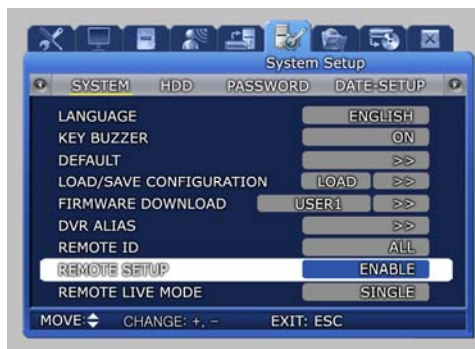 System Setup
SYSTEM HDD PASSWORD DATE-SETUP
LANGUAGE ENGLISH
KEY BUZZER ON
DEFAULT >>
LOAD/SAVE CONFIGURATION LOAD >>
FIRMWARE DOWNLOAD USER1 >>
DVR ALIAS >>
REMOTE ID ALL
REMOTE SETUP ENABLE
REMOTE LIVE MODE SINGLE
MOVE: CHANGE: +, - EXIT: ESC